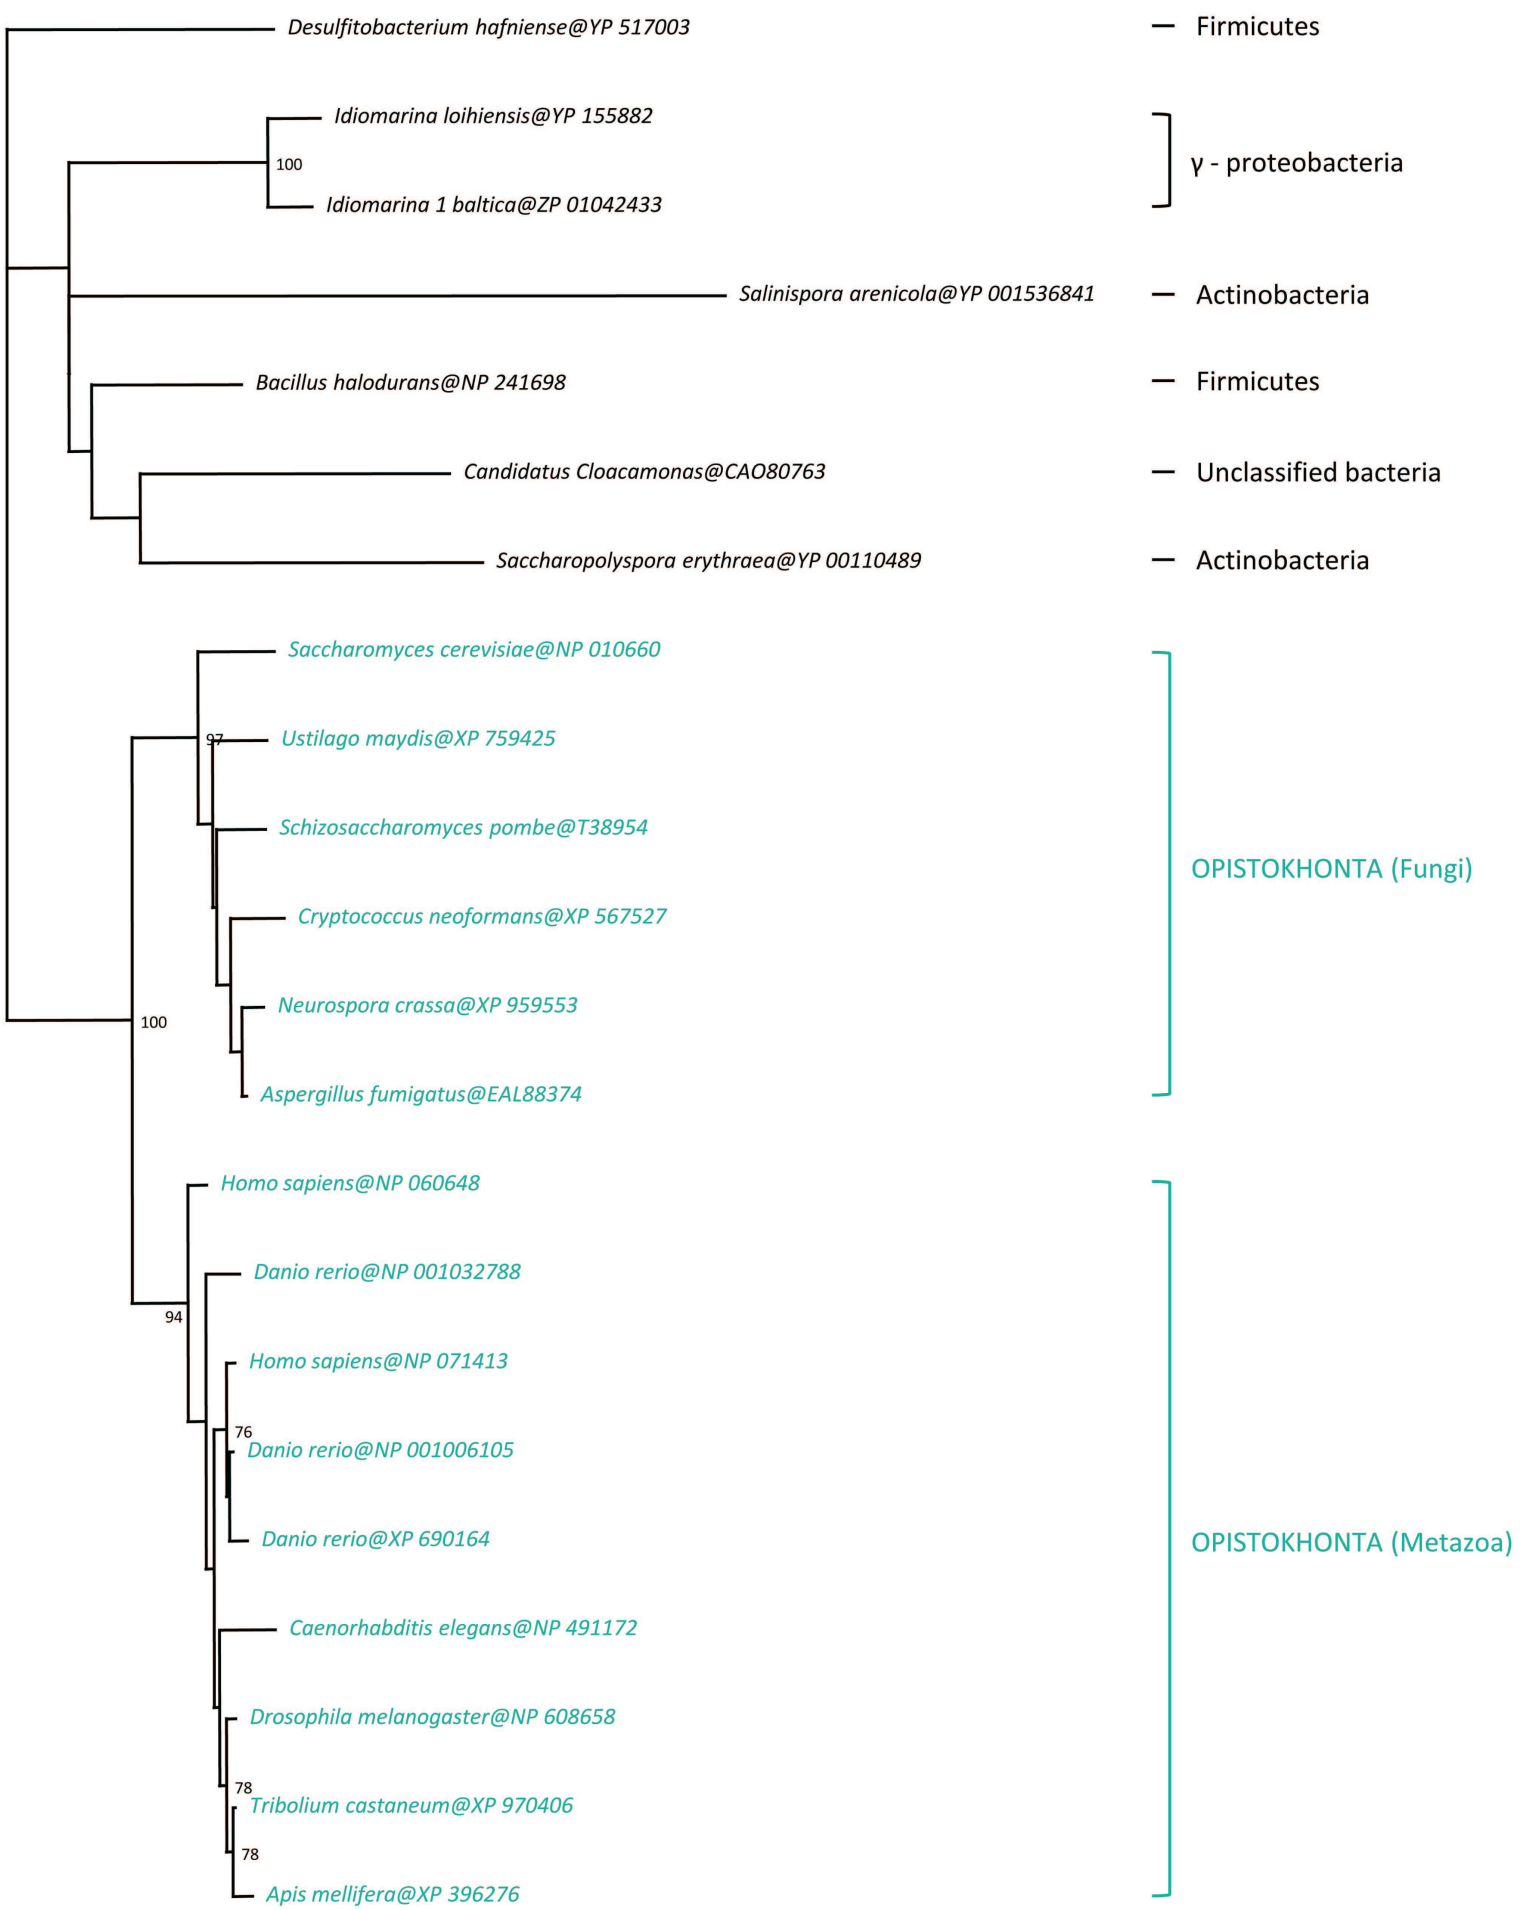 Desulfitobacterium hafniense@YP 517003 — Firmicutes
Idiomarina loihiensis@YP 155882
100
γ - proteobacteria
Idiomarina 1 baltica@ZP 01042433
Salinispora arenicola@YP 001536841 — Actinobacteria
Bacillus halodurans@NP 241698 — Firmicutes
Candidatus Cloacamonas@CAO80763 — Unclassified bacteria
Saccharopolyspora erythraea@YP 00110489 — Actinobacteria
Saccharomyces cerevisiae@NP 010660
97
Ustilago maydis@XP 759425
Schizosaccharomyces pombe@T38954
OPISTOKHONTA (Fungi)
Cryptococcus neoformans@XP 567527
Neurospora crassa@XP 959553
100
Aspergillus fumigatus@EAL88374
Homo sapiens@NP 060648
Danio rerio@NP 001032788
94
Homo sapiens@NP 071413
76
Danio rerio@NP 001006105
Danio rerio@XP 690164
OPISTOKHONTA (Metazoa)
Caenorhabditis elegans@NP 491172
Drosophila melanogaster@NP 608658
78
Tribolium castaneum@XP 970406
78
Apis mellifera@XP 396276